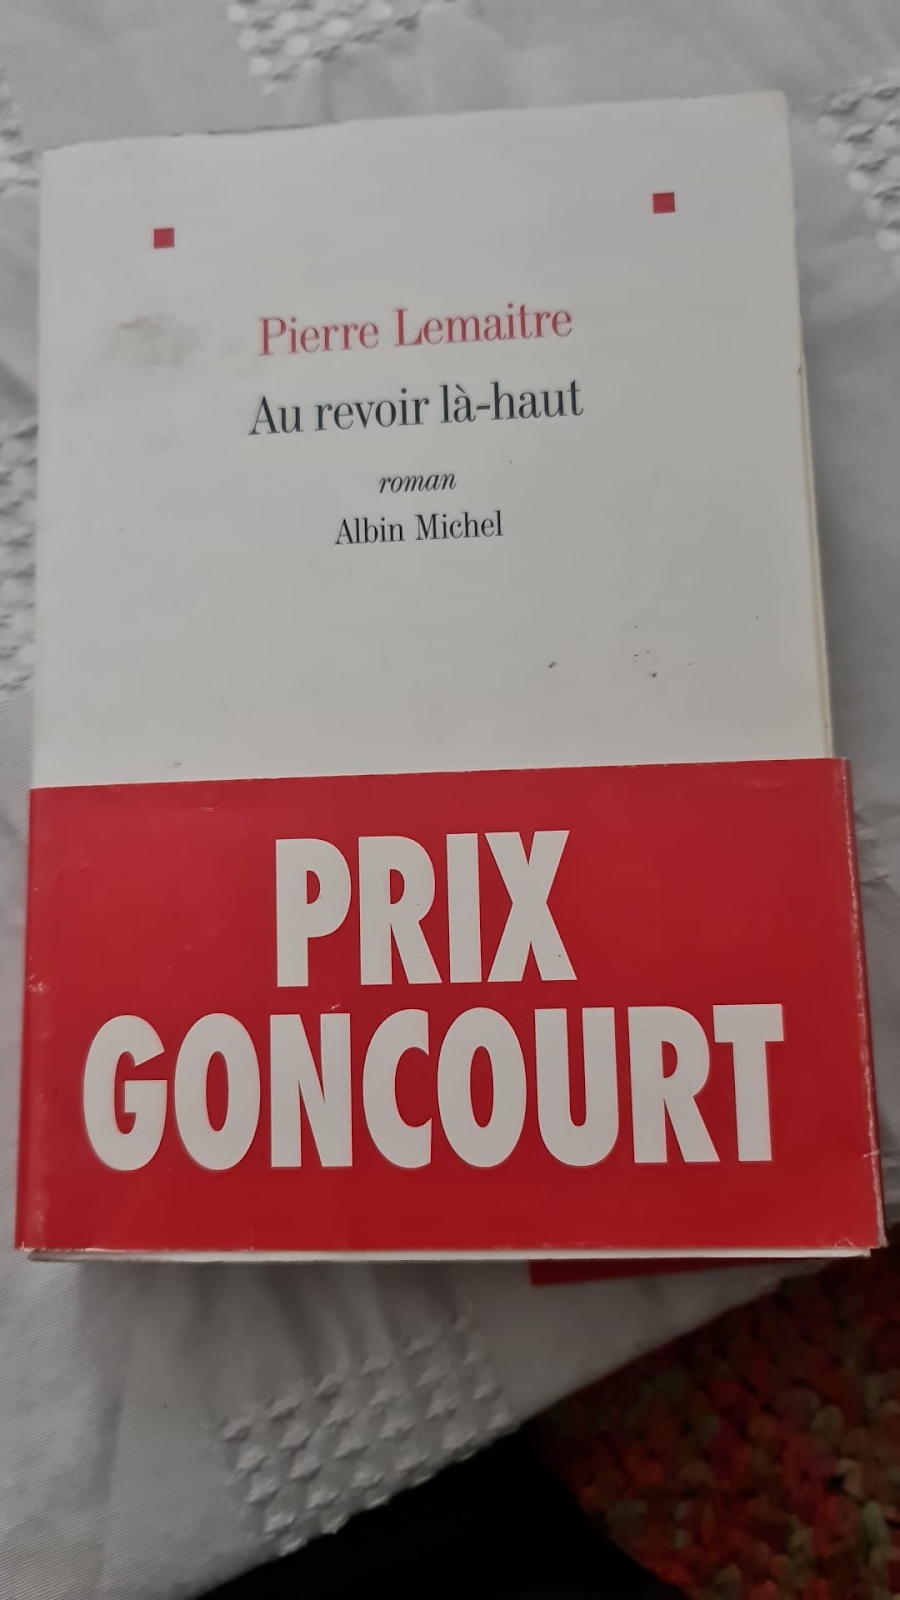 Pierre Lemaitre
Au revoir là-haut
roman
Albin Michel
PRIX
GONCOURT